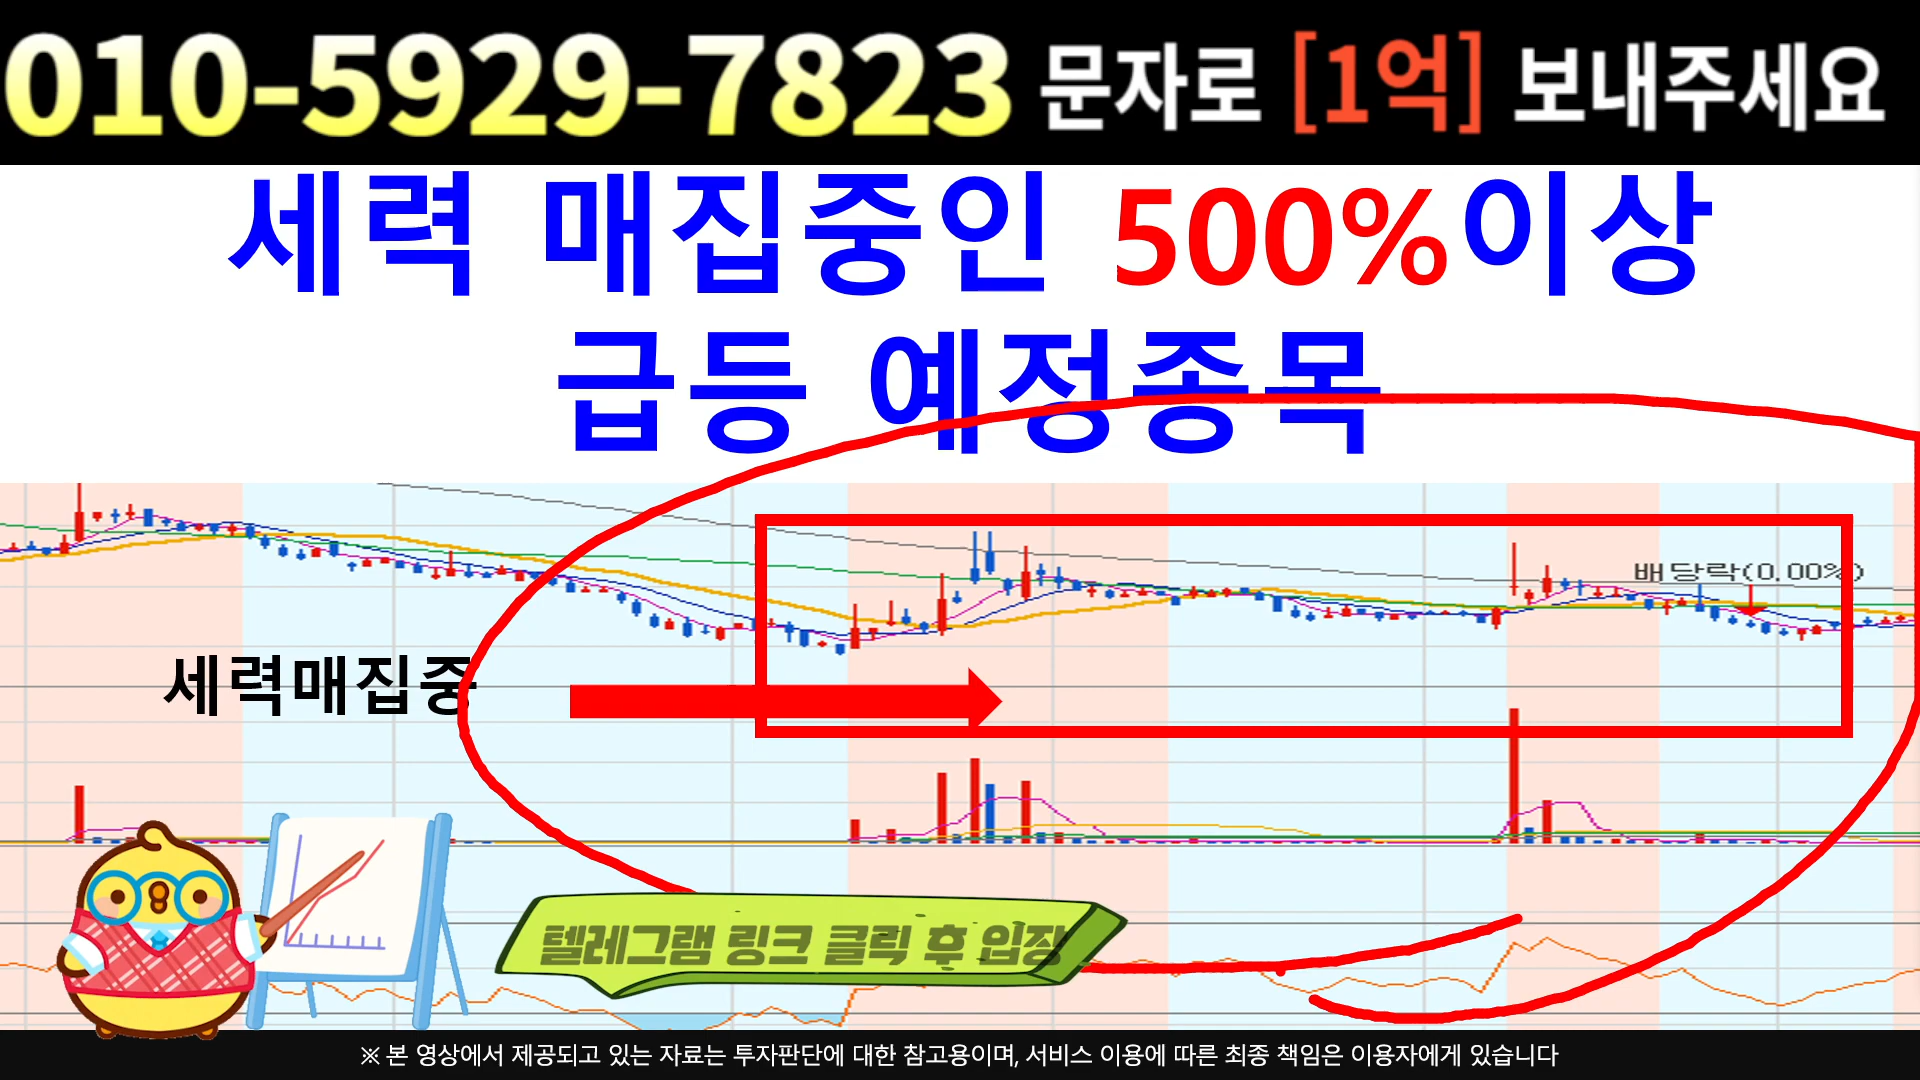 010-5929-7823 문자로 [1억] 보내주세요
세력 매집중인 500%이상
급등 예정종목
배당락(0.00%)
세력매집중
텔레그램 링크 클릭 후 입장
※ 본 영상에서 제공되고 있는 자료는 투자판단에 대한 참고용이며, 서비스 이용에 따른 최종 책임은 이용자에게 있습니다